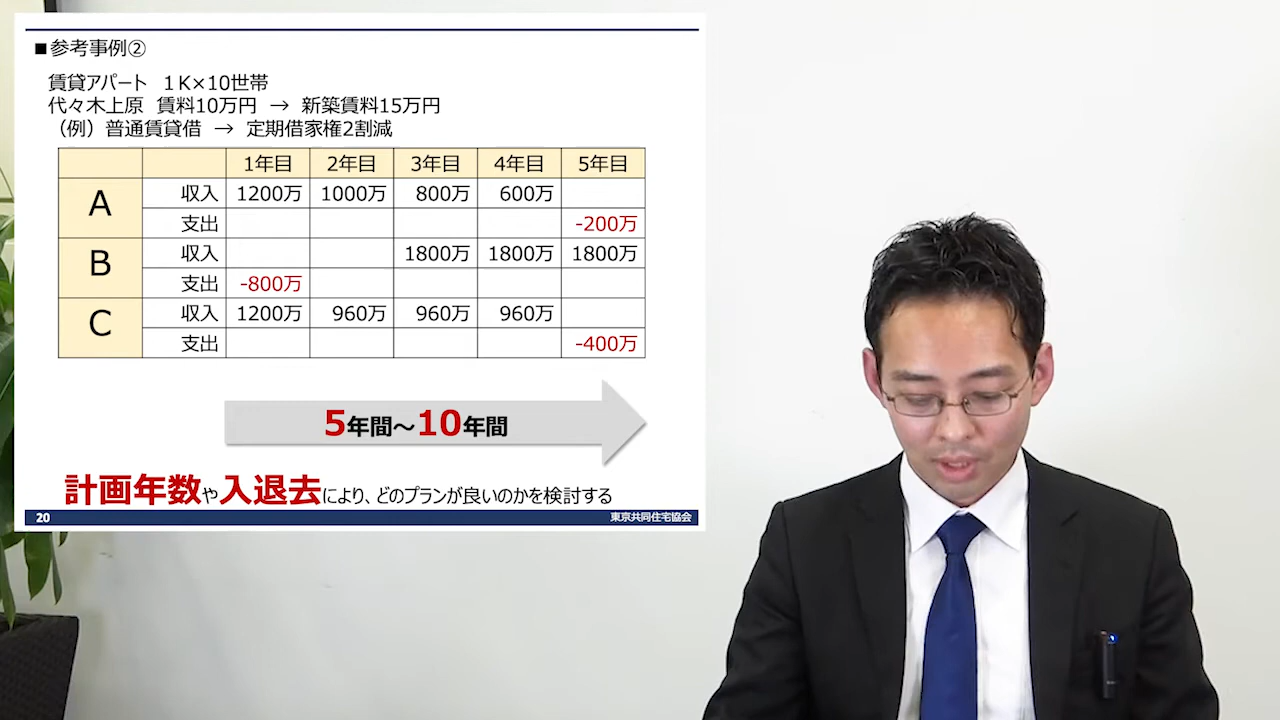 ■参考事例②
賃貸アパート　1K×10世帯
代々木上原　賃料10万円　→　新築賃料15万円
（例）普通賃貸借　→　定期借家権2割減
1年目 2年目 3年目 4年目 5年目
A 収入 1200万 1000万 800万 600万
支出 -200万
B 収入 1800万 1800万 1800万
支出 -800万
C 収入 1200万 960万 960万 960万
支出 -400万
5年間～10年間
計画年数や入退去により、どのプランが良いのかを検討する
20 東京共同住宅協会